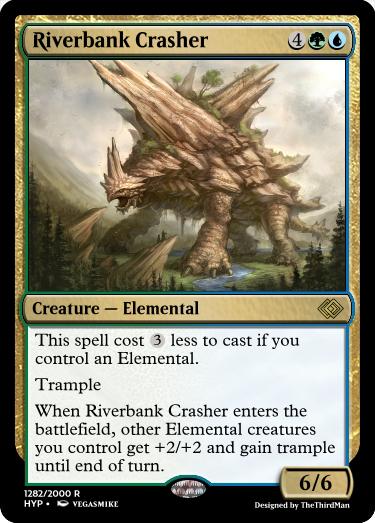 Riverbank Crasher 4
Creature — Elemental
This spell cost 3 less to cast if you
control an Elemental.
Trample
When Riverbank Crasher enters the
battlefield, other Elemental creatures
you control get +2/+2 and gain trample
until end of turn.
6/6
1282/2000 R
HYP • VEGASMIKE
Designed by TheThirdMan